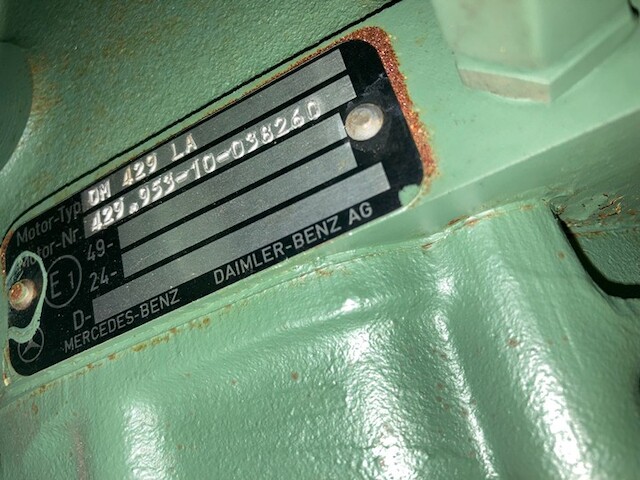 Motor-Typ OM 429 LA
Motor-Nr. 429.953-10-038260
E1 49-
24-
D-
MERCEDES-BENZ DAIMLER-BENZ AG